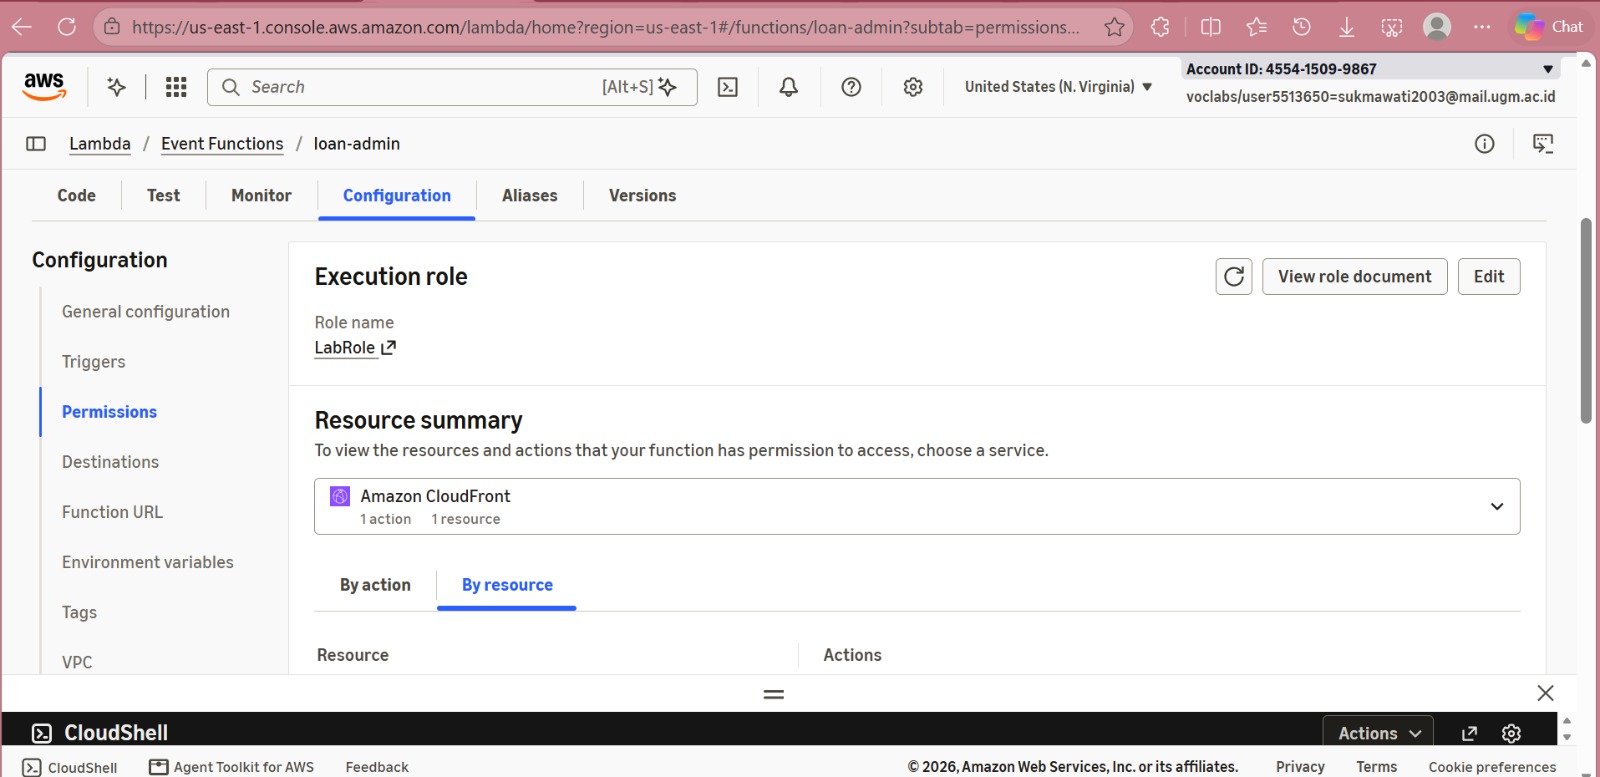 https://us-east-1.console.aws.amazon.com/lambda/home?region=us-east-1#/functions/loan-admin?subtab=permissions...
Chat
aws
Search
[Alt+S]
United States (N. Virginia)
Account ID: 4554-1509-9867
voclabs/user5513650=sukmawati2003@mail.ugm.ac.id
Lambda / Event Functions / loan-admin
Code
Test
Monitor
Configuration
Aliases
Versions
Configuration
General configuration
Triggers
Permissions
Destinations
Function URL
Environment variables
Tags
VPC
Execution role
View role document
Edit
Role name
LabRole
Resource summary
To view the resources and actions that your function has permission to access, choose a service.
Amazon CloudFront
1 action 1 resource
By action
By resource
Resource
Actions
CloudShell
Actions
CloudShell
Agent Toolkit for AWS
Feedback
© 2026, Amazon Web Services, Inc. or its affiliates.
Privacy
Terms
Cookie preferences